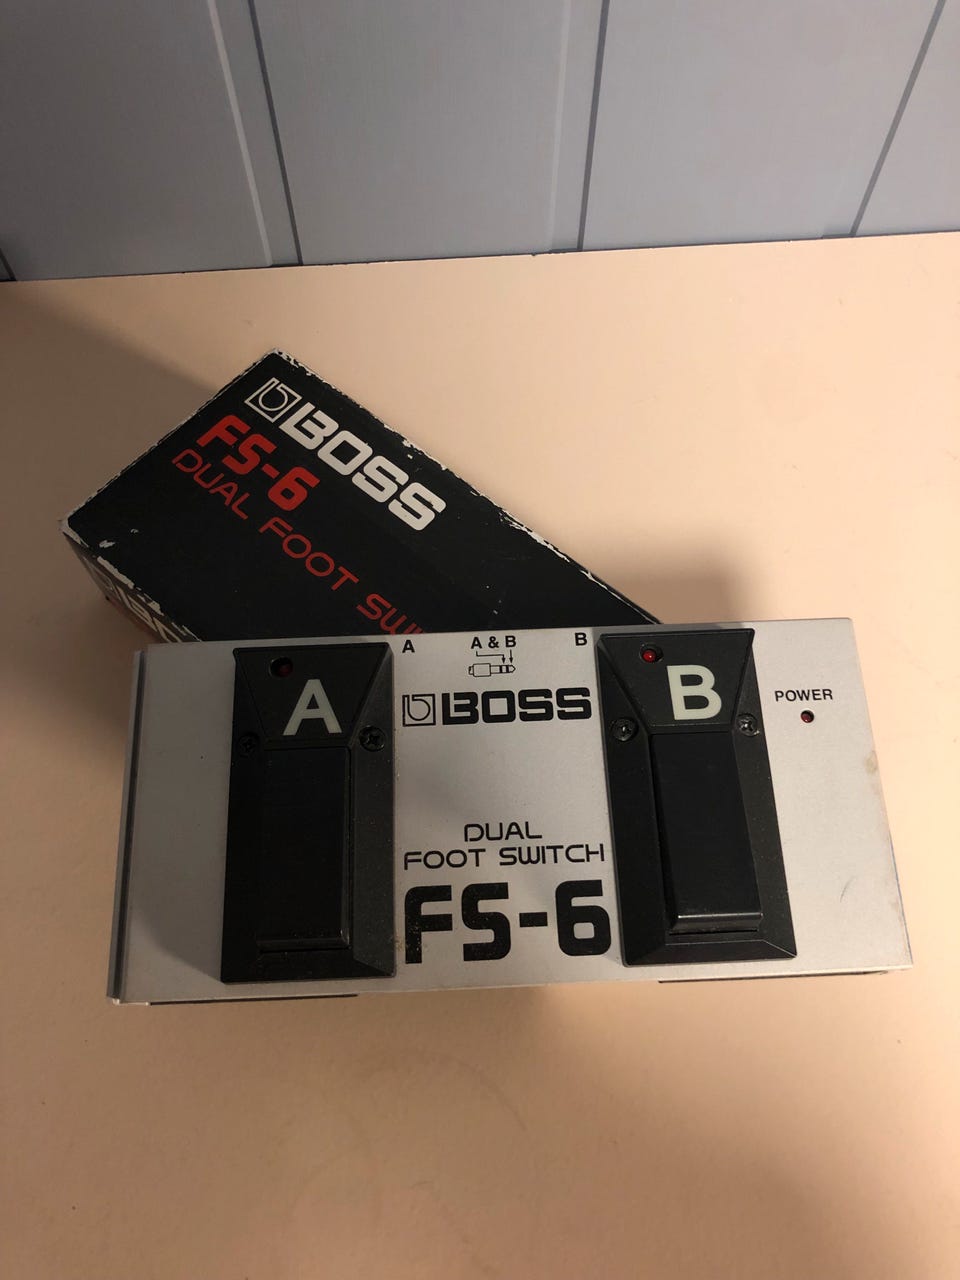 BOSS
FS-6
DUAL FOOT SW
A
A & B
B
A
BOSS
B
POWER
DUAL
FOOT SWITCH
FS-6